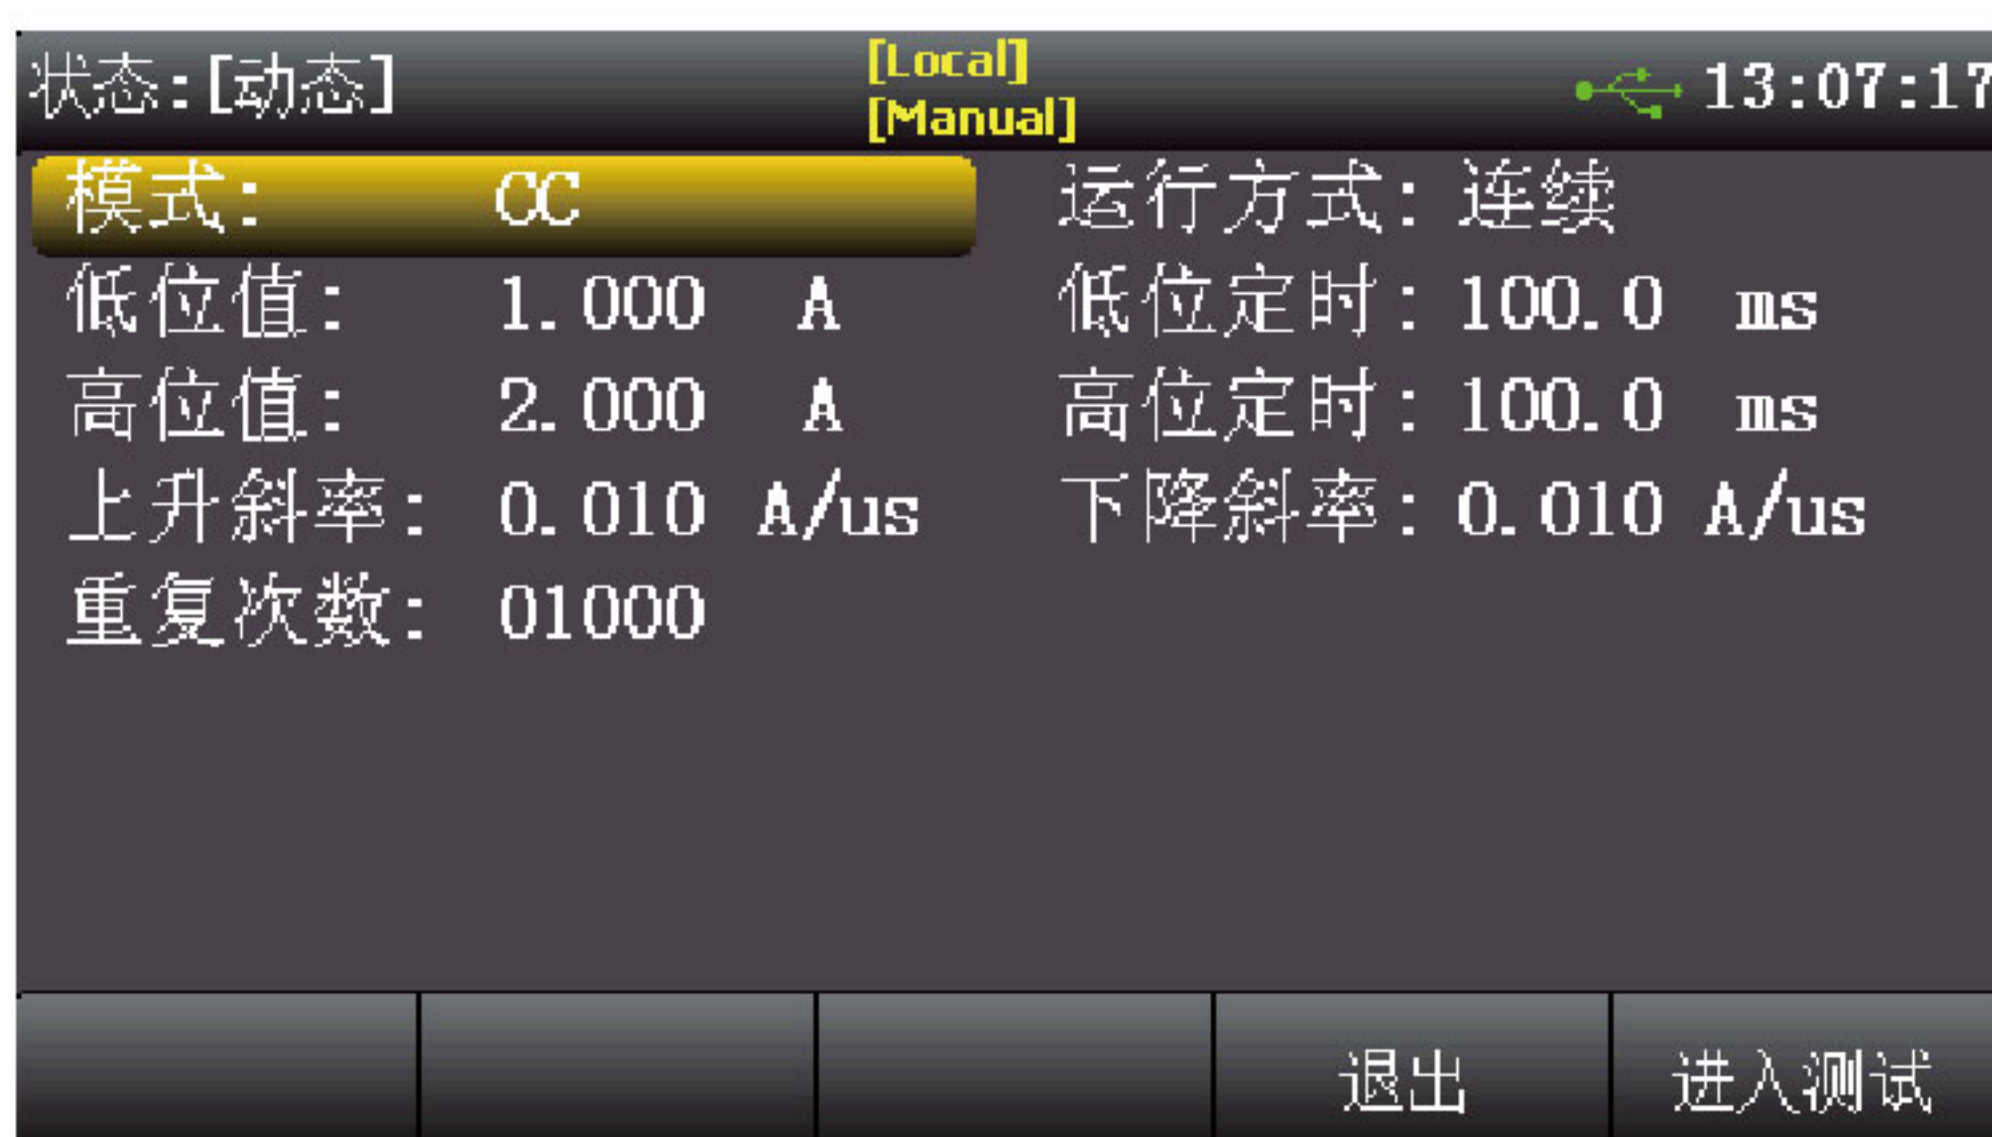 状态:[动态]
[Local]
[Manual]
13:07:17
模式: CC
运行方式: 连续
低位值: 1.000 A
低位定时: 100.0 ms
高位值: 2.000 A
高位定时: 100.0 ms
上升斜率: 0.010 A/us
下降斜率: 0.010 A/us
重复次数: 01000
退出
进入测试